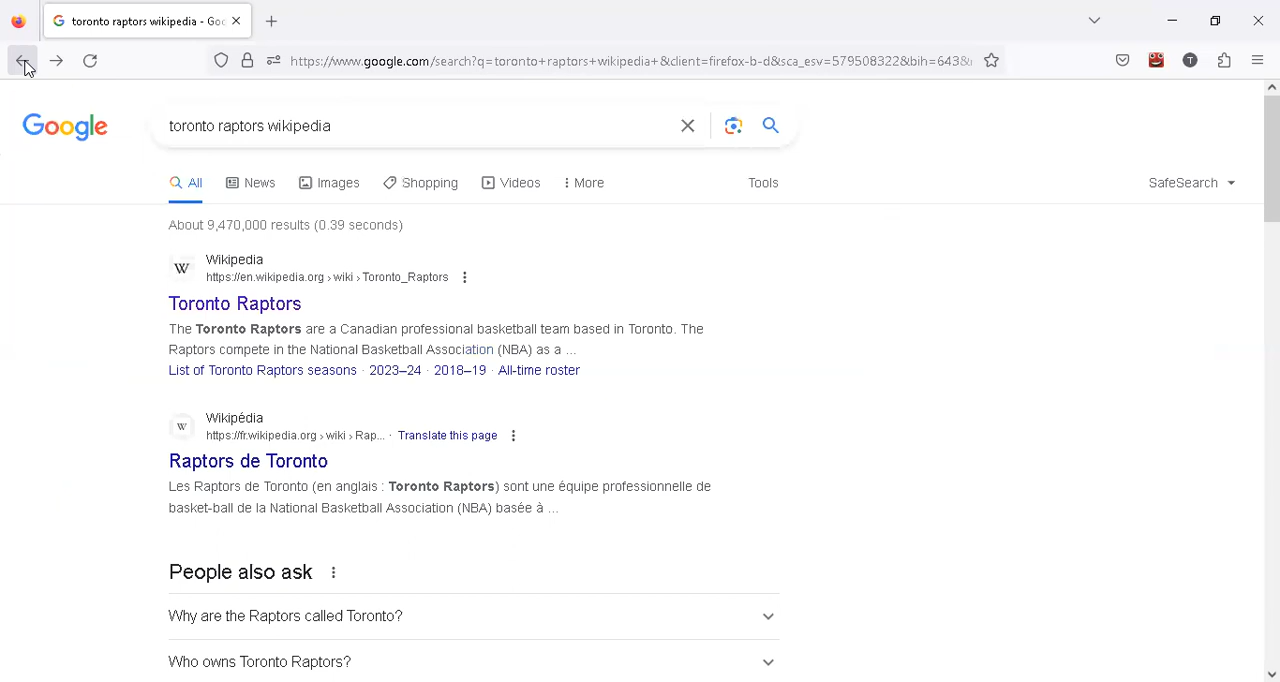 toronto raptors wikipedia - Goo
https://www.google.com/search?q=toronto+raptors+wikipedia+&client=firefox-b-d&sca_esv=579508322&bih=643&
T
Google
toronto raptors wikipedia
All
News
Images
Shopping
Videos
More
Tools
SafeSearch
About 9,470,000 results (0.39 seconds)
W
Wikipedia
https://en.wikipedia.org › wiki › Toronto_Raptors
Toronto Raptors
The Toronto Raptors are a Canadian professional basketball team based in Toronto. The
Raptors compete in the National Basketball Association (NBA) as a ...
List of Toronto Raptors seasons · 2023–24 · 2018–19 · All-time roster
W
Wikipédia
https://fr.wikipedia.org › wiki › Rap... · Translate this page
Raptors de Toronto
Les Raptors de Toronto (en anglais : Toronto Raptors) sont une équipe professionnelle de
basket-ball de la National Basketball Association (NBA) basée à ...
People also ask
Why are the Raptors called Toronto?
Who owns Toronto Raptors?